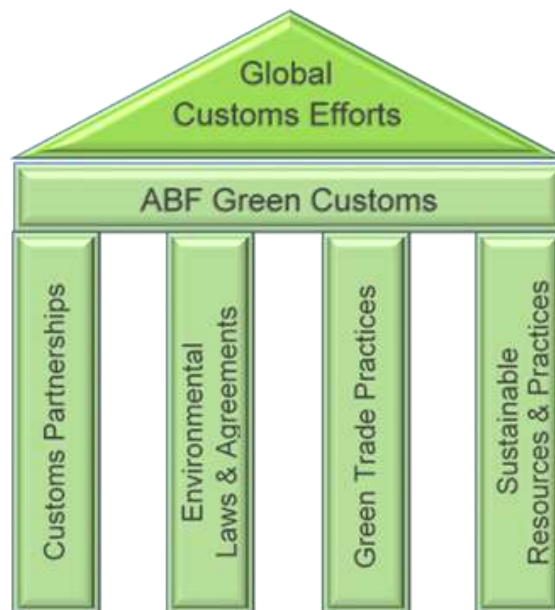 Global
Customs Efforts
ABF Green Customs
Customs Partnerships
Environmental
Laws & Agreements
Green Trade Practices
Sustainable
Resources & Practices